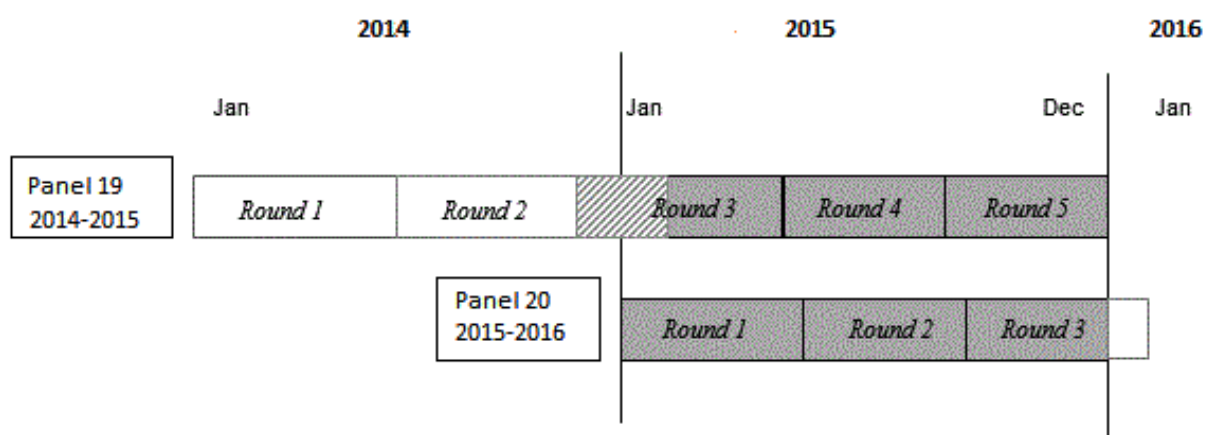 2014 2015 2016
Jan Jan Dec Jan
Panel 19
2014-2015
Round 1 Round 2 Round 3 Round 4 Round 5
Panel 20
2015-2016
Round 1 Round 2 Round 3